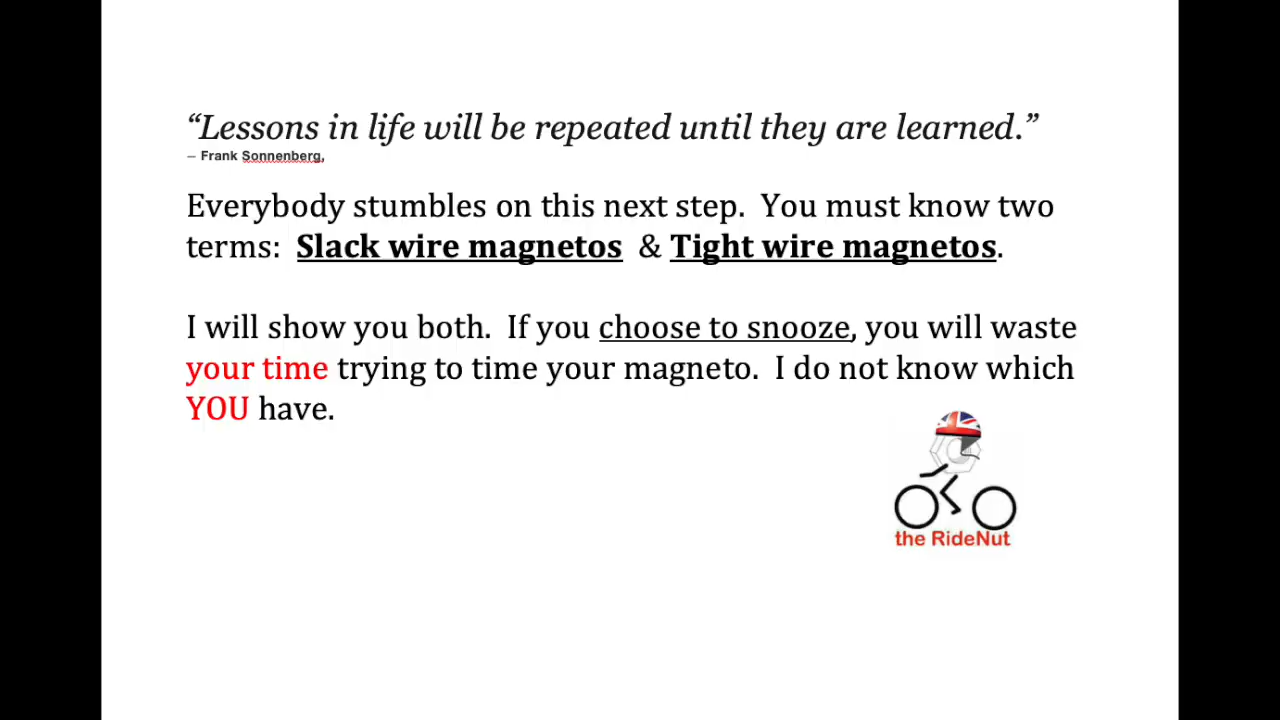 “Lessons in life will be repeated until they are learned.”
– Frank Sonnenberg,
Everybody stumbles on this next step.  You must know two
terms:  Slack wire magnetos  & Tight wire magnetos.
I will show you both.  If you choose to snooze, you will waste
your time trying to time your magneto.  I do not know which
YOU have.
the RideNut